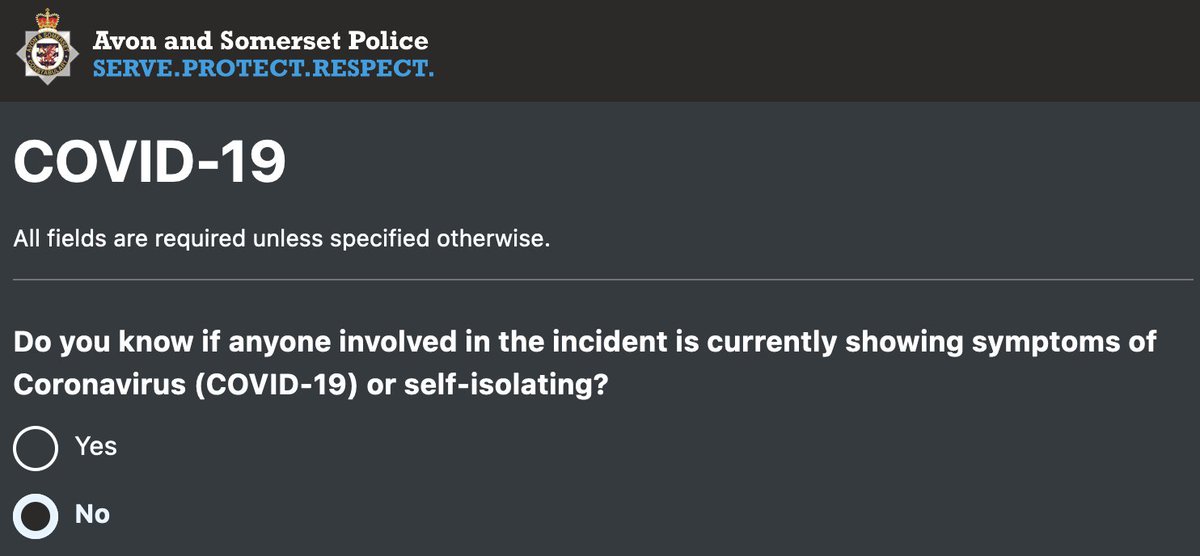 Avon and Somerset Police
SERVE.PROTECT.RESPECT.
COVID-19
All fields are required unless specified otherwise.
Do you know if anyone involved in the incident is currently showing symptoms of
Coronavirus (COVID-19) or self-isolating?
Yes
No